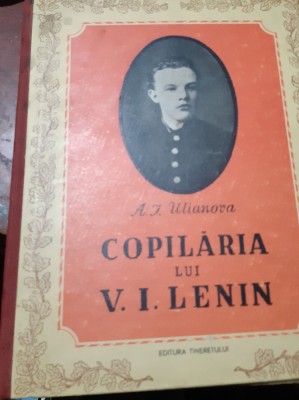 A. I. Ulianova
COPILĂRIA
LUI
V. I. LENIN
EDITURA TINERETULUI